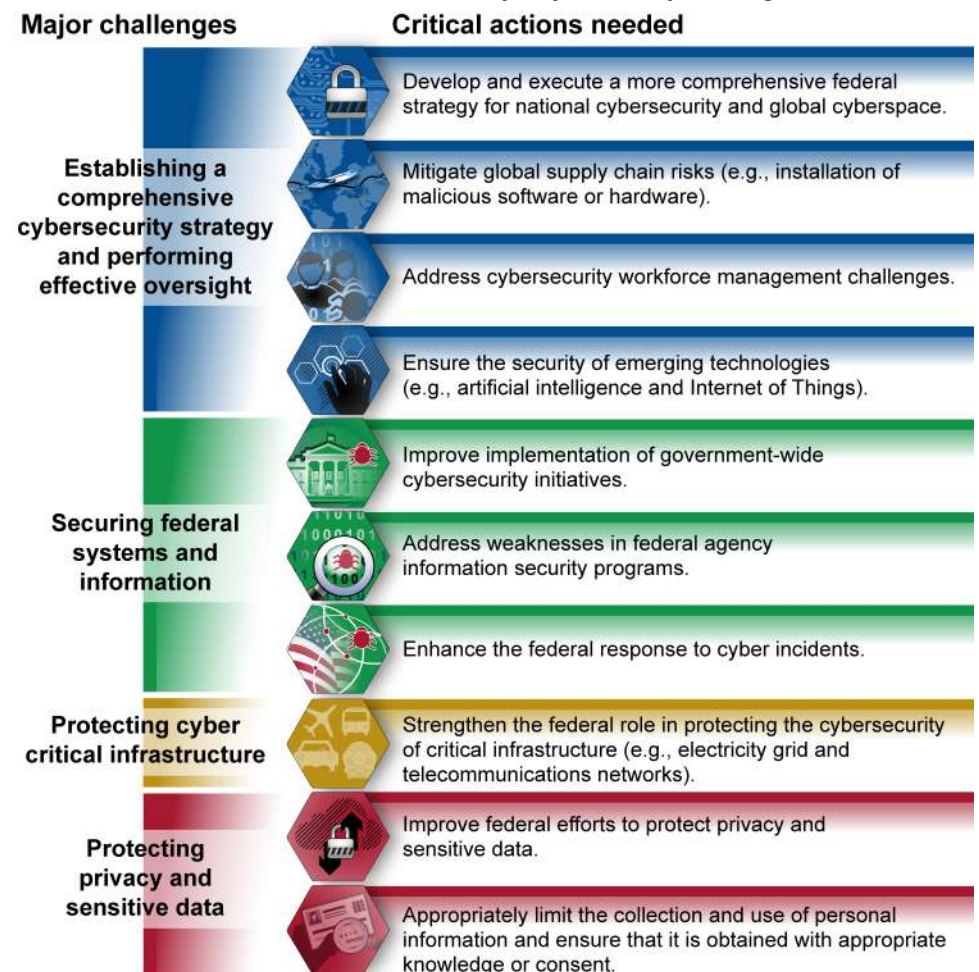 Major challenges
Critical actions needed
Establishing a
comprehensive
cybersecurity strategy
and performing
effective oversight
Develop and execute a more comprehensive federal
strategy for national cybersecurity and global cyberspace.
Mitigate global supply chain risks (e.g., installation of
malicious software or hardware).
Address cybersecurity workforce management challenges.
Ensure the security of emerging technologies
(e.g., artificial intelligence and Internet of Things).
Securing federal
systems and
information
Improve implementation of government-wide
cybersecurity initiatives.
Address weaknesses in federal agency
information security programs.
Enhance the federal response to cyber incidents.
Protecting cyber
critical infrastructure
Strengthen the federal role in protecting the cybersecurity
of critical infrastructure (e.g., electricity grid and
telecommunications networks).
Protecting
privacy and
sensitive data
Improve federal efforts to protect privacy and
sensitive data.
Appropriately limit the collection and use of personal
information and ensure that it is obtained with appropriate
knowledge or consent.